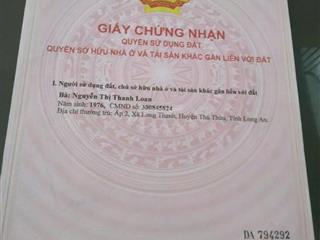 GIẤY CHỨNG NHẬN
QUYỀN SỬ DỤNG ĐẤT
QUYỀN SỞ HỮU NHÀ Ở VÀ TÀI SẢN KHÁC GẮN LIỀN VỚI ĐẤT
I. Người sử dụng đất, chủ sở hữu nhà ở và tài sản khác gắn liền với đất
Bà: Nguyễn Thị Thanh Loan
Năm sinh: 1976, CMND số: 300845824
Địa chỉ thường trú: Ấp 2, Xã Long Thạnh, Huyện Thủ Thừa, Tỉnh Long An.
DA 794292